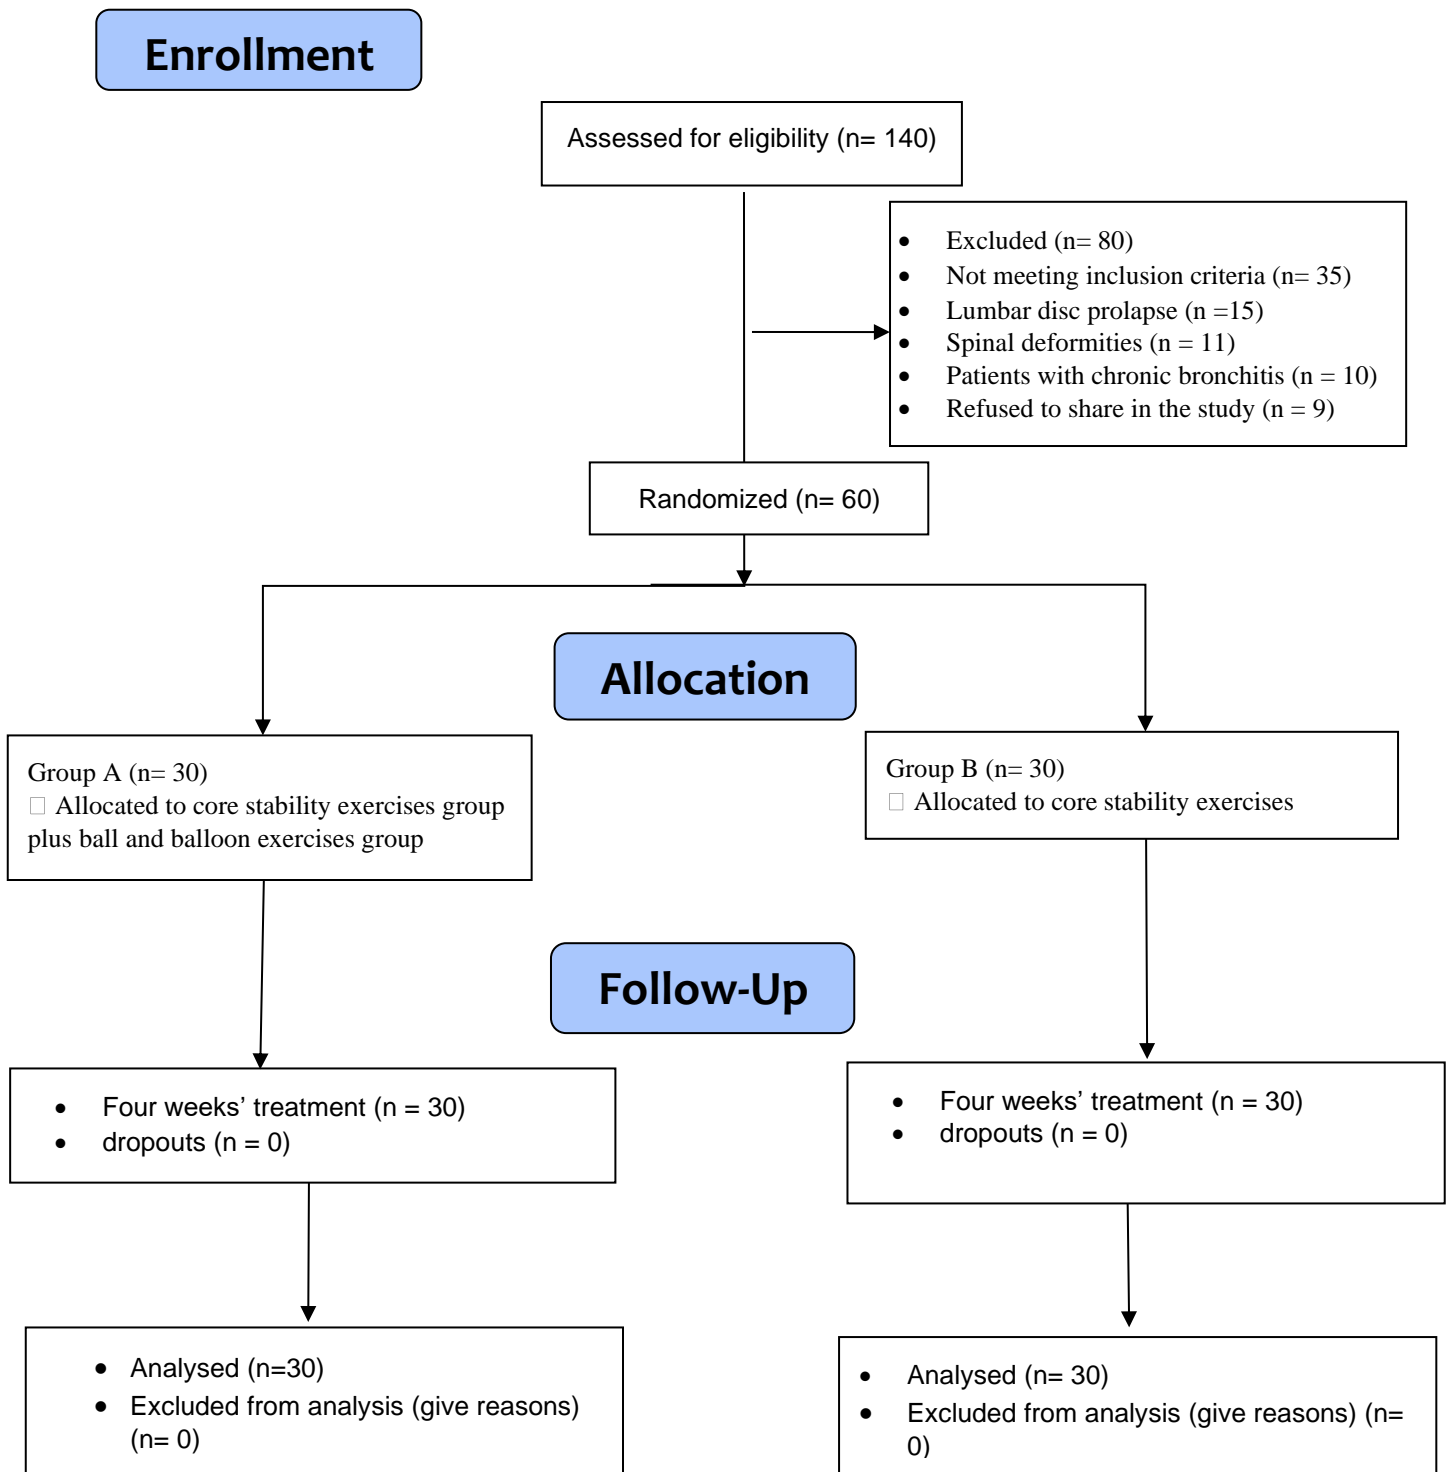 Enrollment
Assessed for eligibility (n= 140)
• Excluded (n= 80)
• Not meeting inclusion criteria (n= 35)
• Lumbar disc prolapse (n =15)
• Spinal deformities (n = 11)
• Patients with chronic bronchitis (n = 10)
• Refused to share in the study (n = 9)
Randomized (n= 60)
Allocation
Group A (n= 30)
□ Allocated to core stability exercises group
plus ball and balloon exercises group
Group B (n= 30)
□ Allocated to core stability exercises
Follow-Up
• Four weeks’ treatment (n = 30)
• dropouts (n = 0)
• Four weeks’ treatment (n = 30)
• dropouts (n = 0)
• Analysed (n=30)
• Excluded from analysis (give reasons)
(n= 0)
• Analysed (n= 30)
• Excluded from analysis (give reasons) (n=
0)